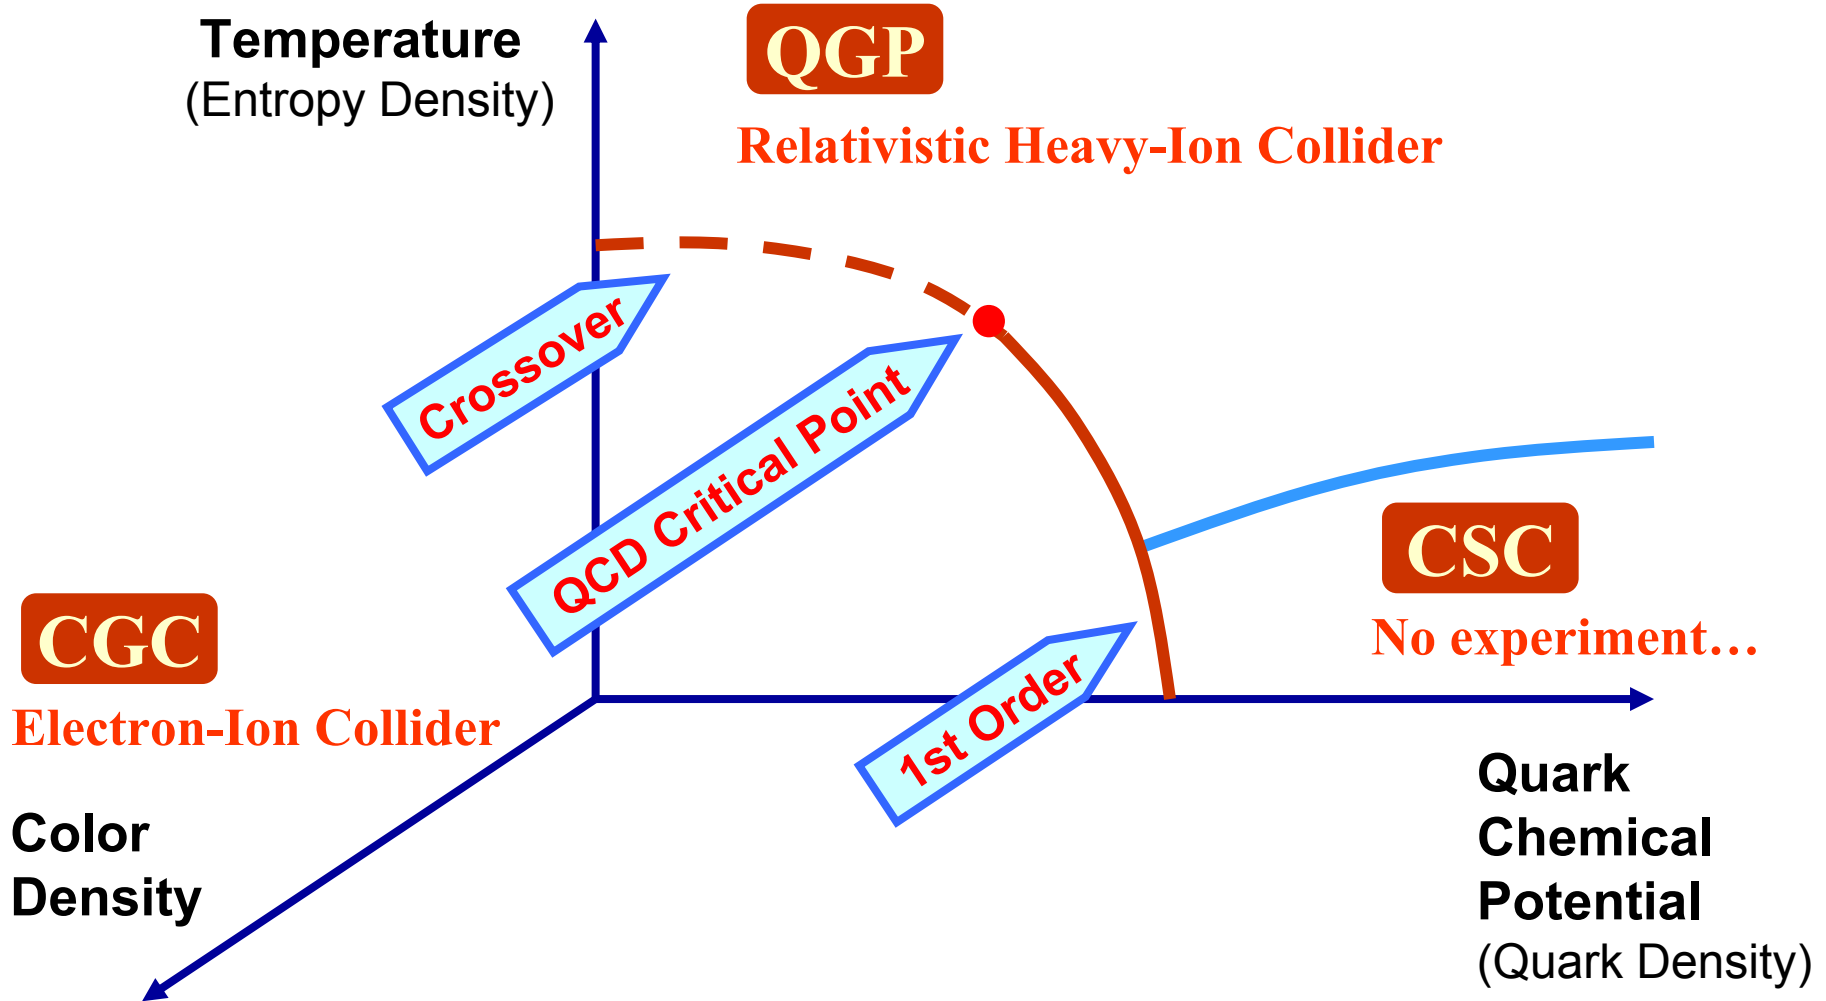 Temperature
(Entropy Density)
QGP
Relativistic Heavy-Ion Collider
Crossover
QCD Critical Point
CSC
No experiment…
CGC
Electron-Ion Collider
1st Order
Color
Density
Quark
Chemical
Potential
(Quark Density)